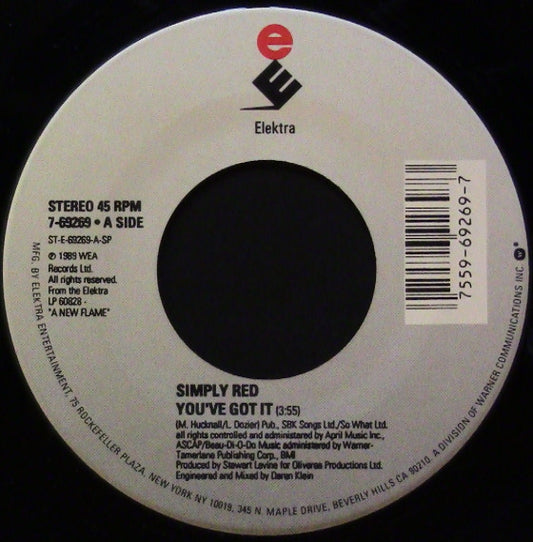 e
E
Elektra
STEREO 45 RPM
7-69269 • A SIDE
ST-E-69269-A-SP
℗ 1989 WEA
Records Ltd.
All rights reserved.
From the Elektra
LP 60828 -
"A NEW FLAME"
7559-69269-7
SIMPLY RED
YOU'VE GOT IT (3:55)
(M. Hucknall/L. Dozier) Pub., SBK Songs Ltd./So What Ltd.
all rights controlled and administered by April Music Inc.,
ASCAP/Beau-Di-O-Do Music administered by Warner-
Tamerlane Publishing Corp., BMI
Produced by Stewart Levine for Oliverea Productions Ltd.
Engineered and Mixed by Daren Klein
MFG. BY ELEKTRA ENTERTAINMENT, 75 ROCKEFELLER PLAZA, NEW YORK NY 10019, 345 N. MAPLE DRIVE, BEVERLY HILLS CA 90210. A DIVISION OF WARNER COMMUNICATIONS INC